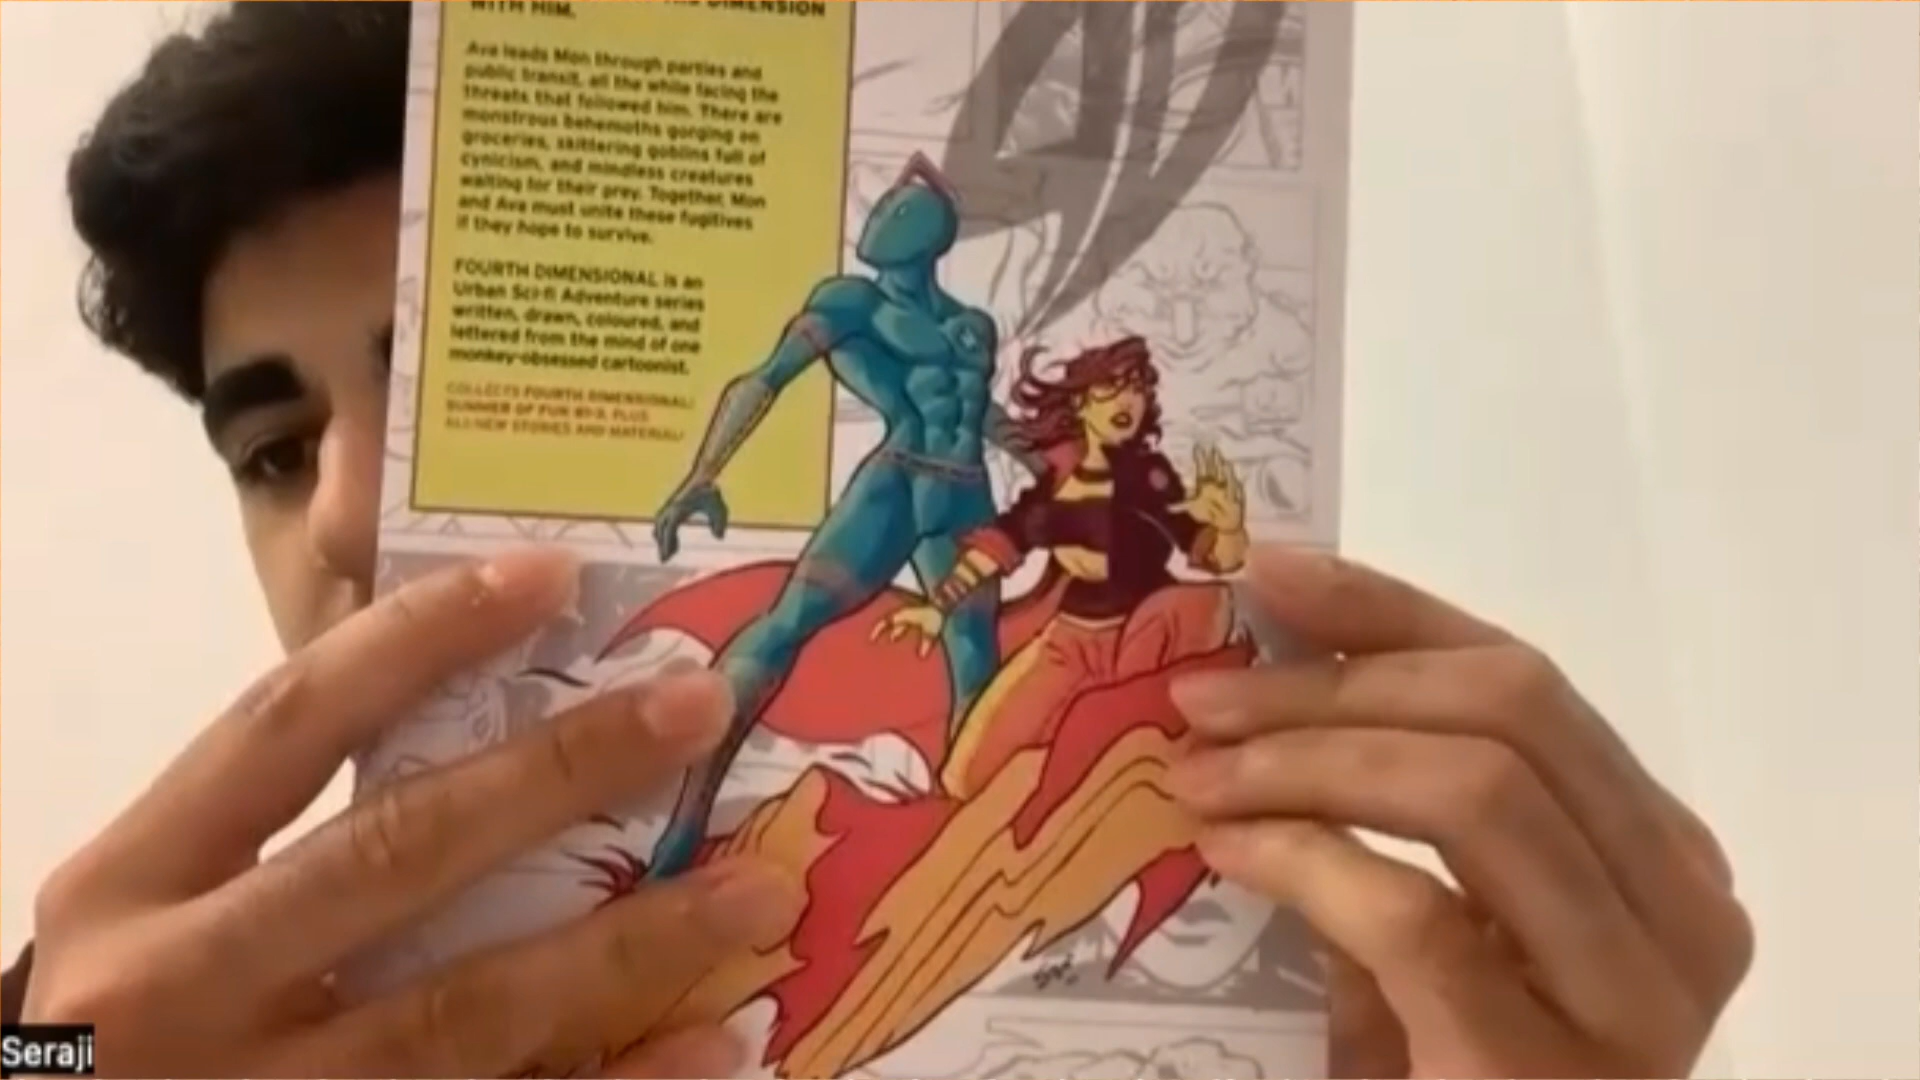 DIMENSION
WITH HIM.
Ava leads Mon through parties and
public transit, all the while facing the
threats that followed him. There are
monstrous behemoths gorging on
groceries, skittering goblins full of
cynicism, and mindless creatures
waiting for their prey. Together, Mon
and Ava must unite these fugitives
if they hope to survive.
FOURTH DIMENSIONAL is an
Urban Sci-fi Adventure series
written, drawn, coloured, and
lettered from the mind of one
monkey-obsessed cartoonist.
COLLECTS FOURTH DIMENSIONAL:
SUMMER OF FUN #1-3, PLUS
ALL-NEW STORIES AND MATERIAL!
Seraji